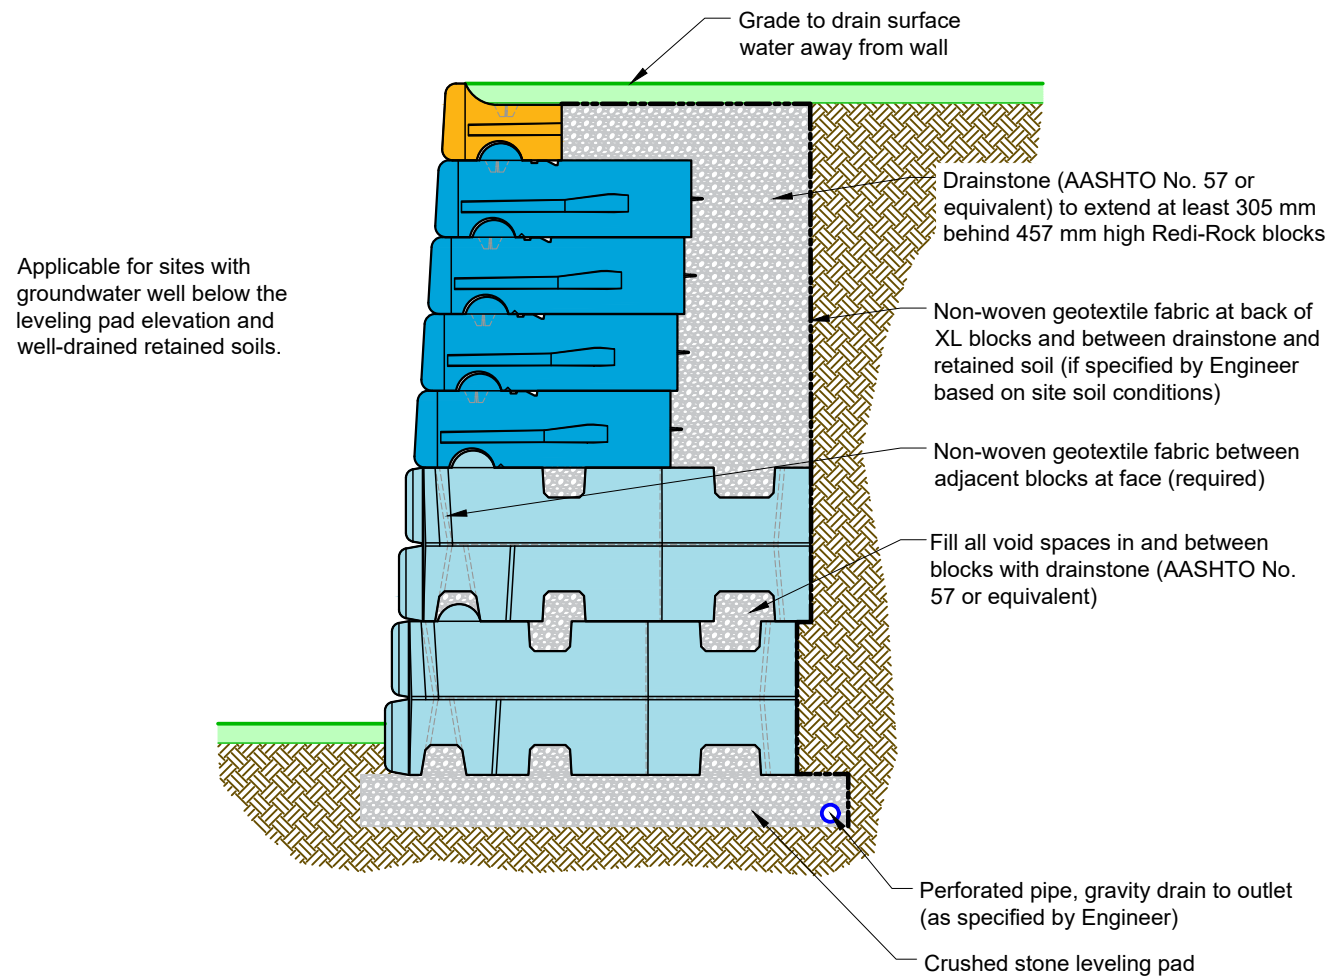 Grade to drain surface
water away from wall
Drainstone (AASHTO No. 57 or
equivalent) to extend at least 305 mm
behind 457 mm high Redi-Rock blocks
Applicable for sites with
groundwater well below the
leveling pad elevation and
well-drained retained soils.
Non-woven geotextile fabric at back of
XL blocks and between drainstone and
retained soil (if specified by Engineer
based on site soil conditions)
Non-woven geotextile fabric between
adjacent blocks at face (required)
Fill all void spaces in and between
blocks with drainstone (AASHTO No.
57 or equivalent)
Perforated pipe, gravity drain to outlet
(as specified by Engineer)
Crushed stone leveling pad